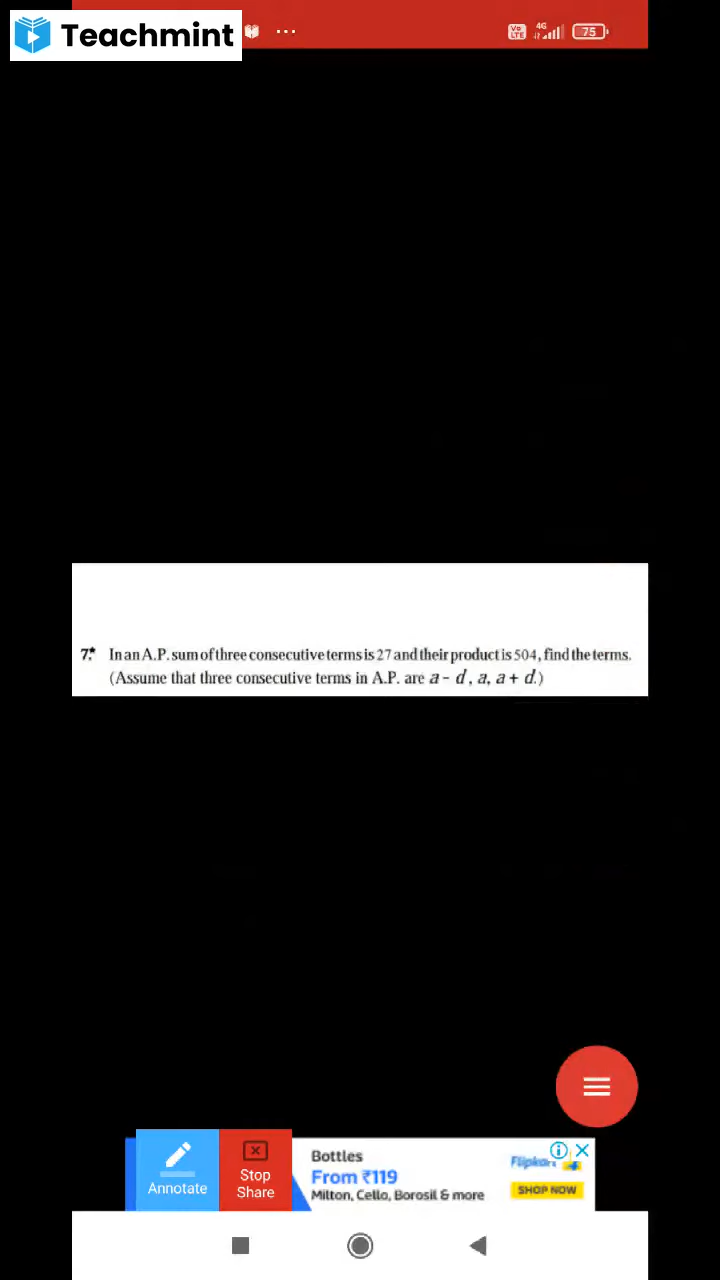 Teachmint
Vo LTE 4G 75
7.* In an A.P. sum of three consecutive terms is 27 and their product is 504, find the terms.
(Assume that three consecutive terms in A.P. are a - d , a, a + d.)
Annotate
Stop
Share
Bottles
From ₹119
Milton, Cello, Borosil & more
SHOP NOW